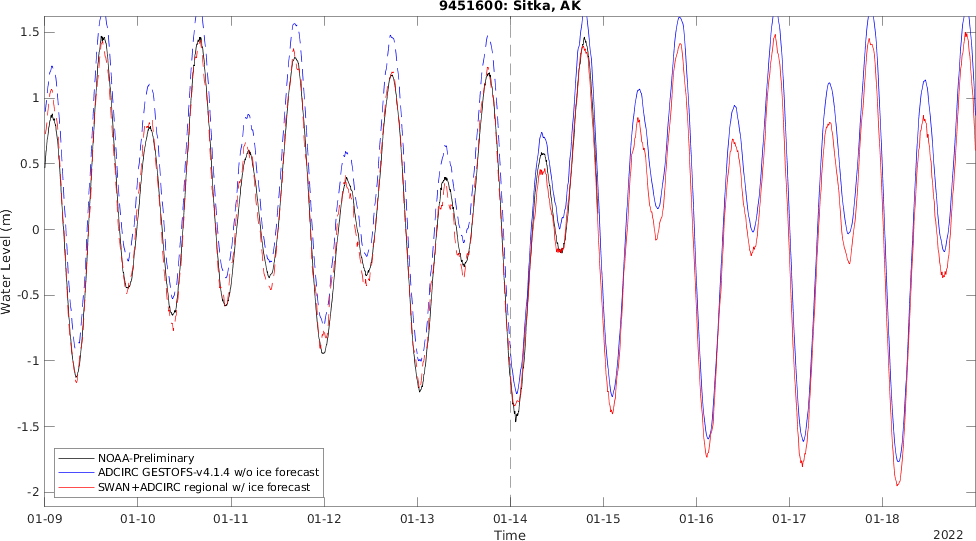 9451600: Sitka, AK
Water Level (m)
1.5
1
0.5
0
-0.5
-1
-1.5
-2
NOAA-Preliminary
ADCIRC GESTOFS-v4.1.4 w/o ice forecast
SWAN+ADCIRC regional w/ ice forecast
01-09 01-10 01-11 01-12 01-13 01-14 01-15 01-16 01-17 01-18
Time
2022